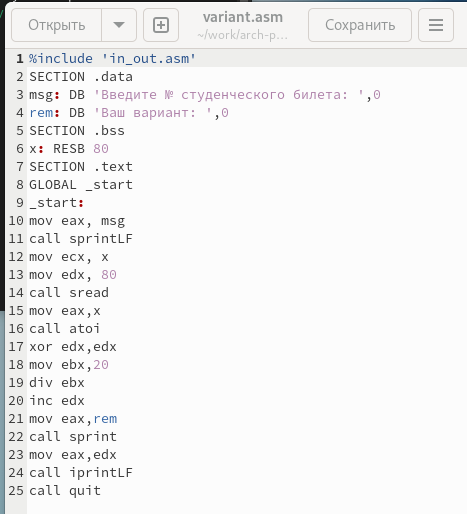 Открыть
variant.asm
~/work/arch-p...
Сохранить
1 %include 'in_out.asm'
2 SECTION .data
3 msg: DB 'Введите № студенческого билета: ',0
4 rem: DB 'Ваш вариант: ',0
5 SECTION .bss
6 x: RESB 80
7 SECTION .text
8 GLOBAL _start
9 _start:
10 mov eax, msg
11 call sprintLF
12 mov ecx, x
13 mov edx, 80
14 call sread
15 mov eax,x
16 call atoi
17 xor edx,edx
18 mov ebx,20
19 div ebx
20 inc edx
21 mov eax,rem
22 call sprint
23 mov eax,edx
24 call iprintLF
25 call quit